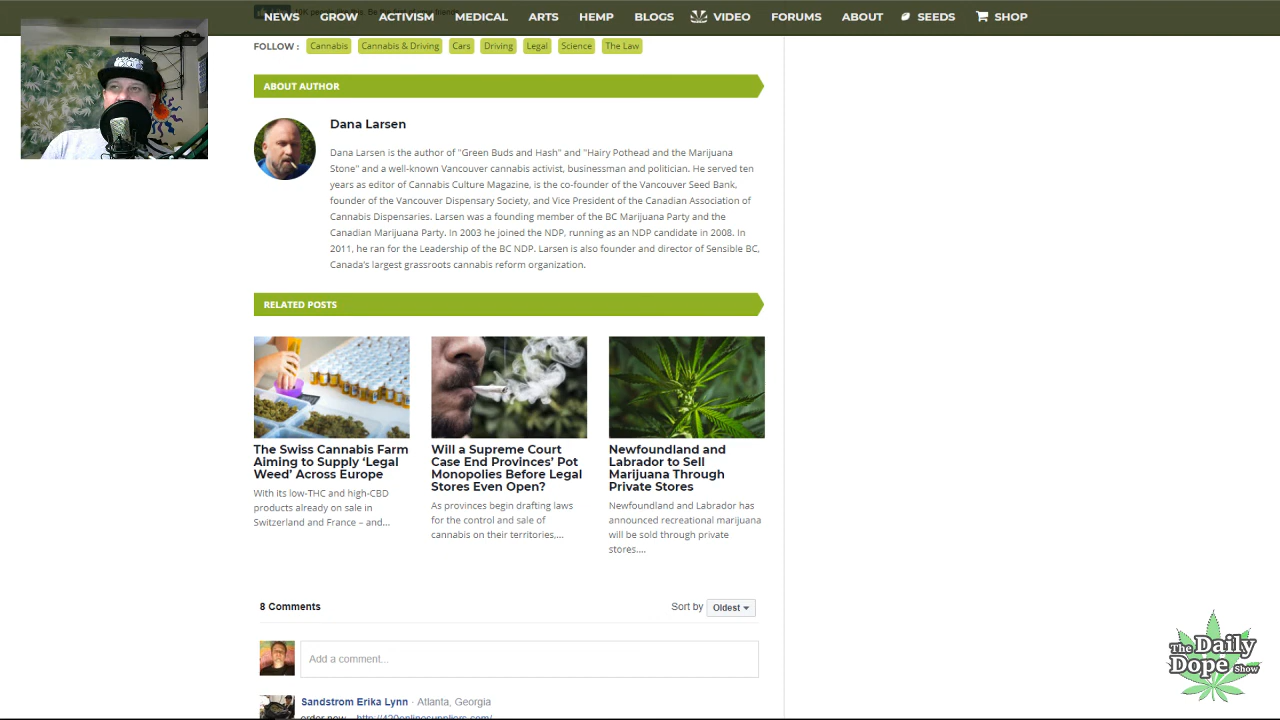 NEWS GROW ACTIVISM MEDICAL ARTS HEMP BLOGS VIDEO FORUMS ABOUT SEEDS SHOP
FOLLOW : Cannabis Cannabis & Driving Cars Driving Legal Science The Law
ABOUT AUTHOR
Dana Larsen
Dana Larsen is the author of "Green Buds and Hash" and "Hairy Pothead and the Marijuana
Stone" and a well-known Vancouver cannabis activist, businessman and politician. He served ten
years as editor of Cannabis Culture Magazine, is the co-founder of the Vancouver Seed Bank,
founder of the Vancouver Dispensary Society, and Vice President of the Canadian Association of
Cannabis Dispensaries. Larsen was a founding member of the BC Marijuana Party and the
Canadian Marijuana Party. In 2003 he joined the NDP, running as an NDP candidate in 2008. In
2011, he ran for the Leadership of the BC NDP. Larsen is also founder and director of Sensible BC,
Canada's largest grassroots cannabis reform organization.
RELATED POSTS
The Swiss Cannabis Farm
Aiming to Supply ‘Legal
Weed’ Across Europe
With its low-THC and high-CBD
products already on sale in
Switzerland and France – and...
Will a Supreme Court
Case End Provinces’ Pot
Monopolies Before Legal
Stores Even Open?
As provinces begin drafting laws
for the control and sale of
cannabis on their territories,...
Newfoundland and
Labrador to Sell
Marijuana Through
Private Stores
Newfoundland and Labrador has
announced recreational marijuana
will be sold through private
stores....
8 Comments
Sort by Oldest
Add a comment...
Sandstrom Erika Lynn · Atlanta, Georgia
order now... http://420onlinesuppliers.com/
The Daily
Dope Show